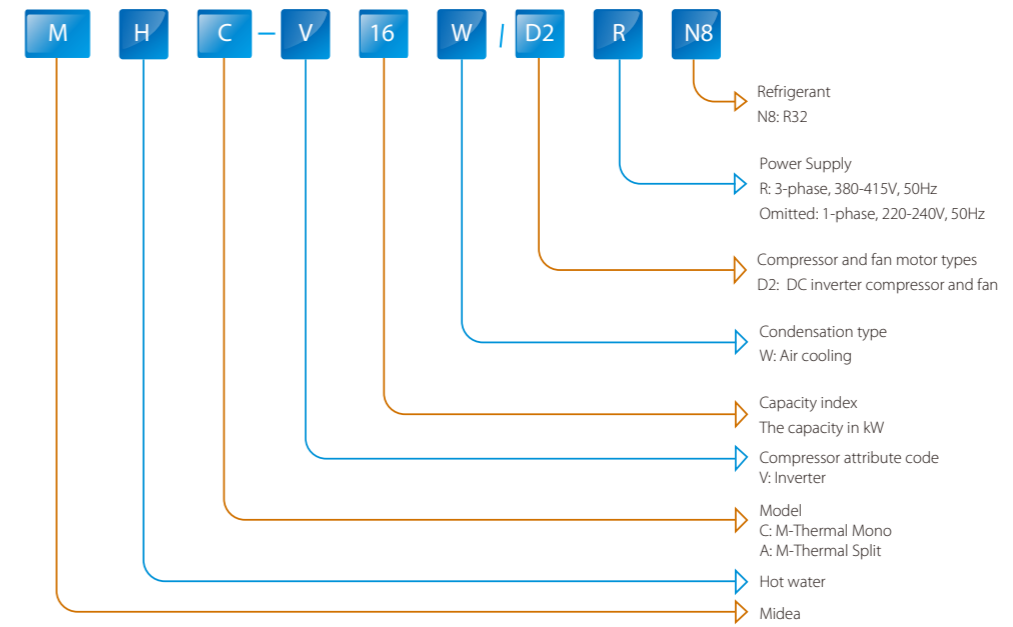 M H C – V 16 W / D2 R N8
Refrigerant
N8: R32
Power Supply
R: 3-phase, 380-415V, 50Hz
Omitted: 1-phase, 220-240V, 50Hz
Compressor and fan motor types
D2: DC inverter compressor and fan
Condensation type
W: Air cooling
Capacity index
The capacity in kW
Compressor attribute code
V: Inverter
Model
C: M-Thermal Mono
A: M-Thermal Split
Hot water
Midea